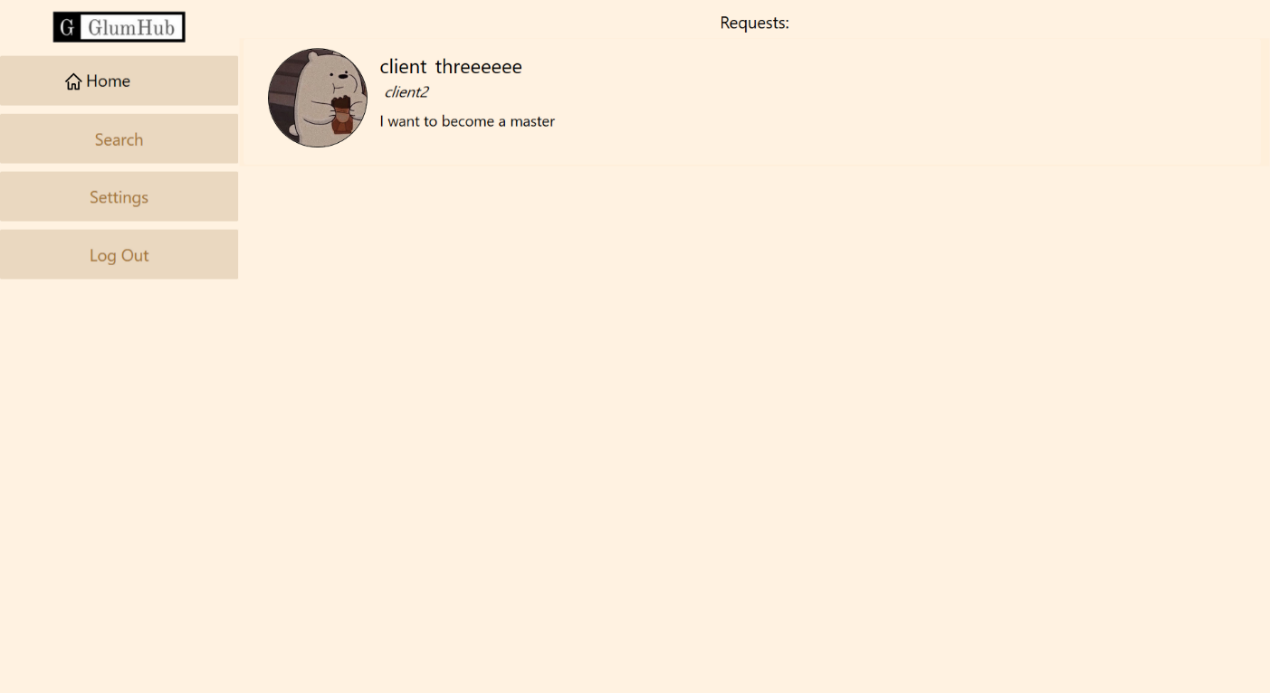 G GlumHub
Home
Search
Settings
Log Out
Requests:
client threeeeee
client2
I want to become a master